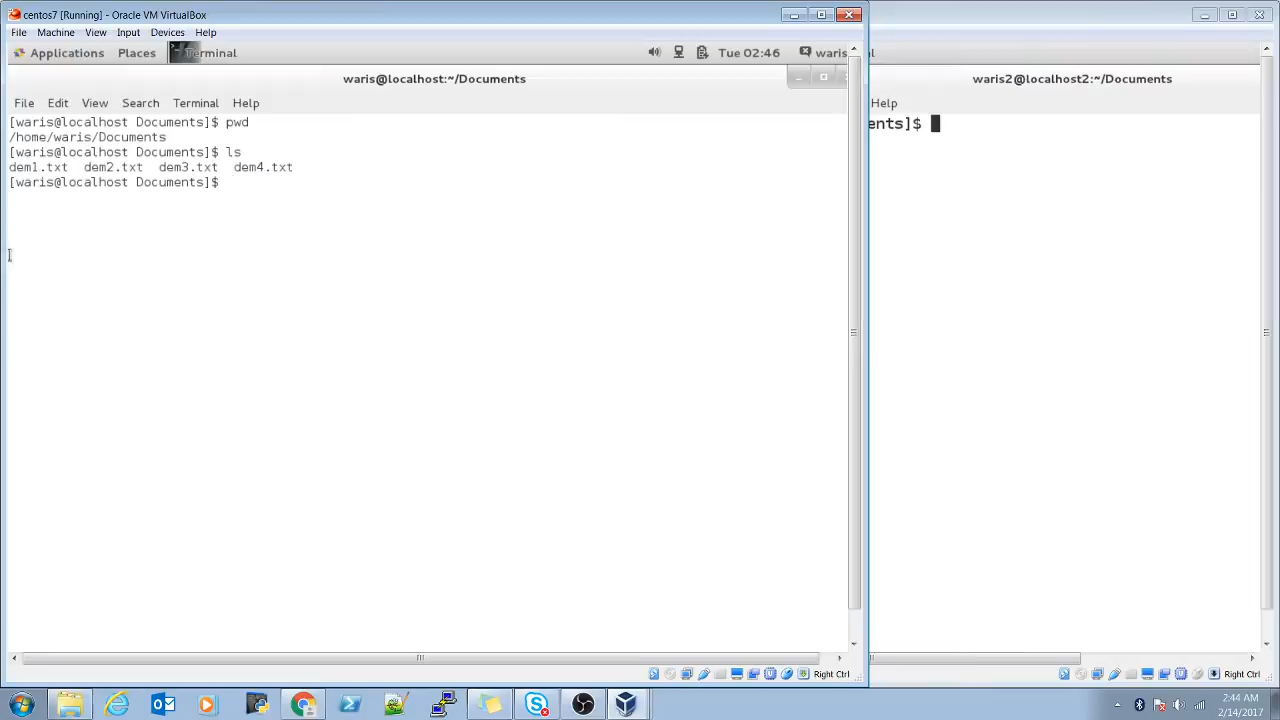 centos7 [Running] - Oracle VM VirtualBox
File Machine View Input Devices Help
Applications Places Terminal Tue 02:46 waris
waris@localhost:~/Documents
File Edit View Search Terminal Help
[waris@localhost Documents]$ pwd
/home/waris/Documents
[waris@localhost Documents]$ ls
dem1.txt dem2.txt dem3.txt dem4.txt
[waris@localhost Documents]$
Right Ctrl
al
waris2@localhost2:~/Documents
Help
ents]$
Right Ctrl
2:44 AM
2/14/2017